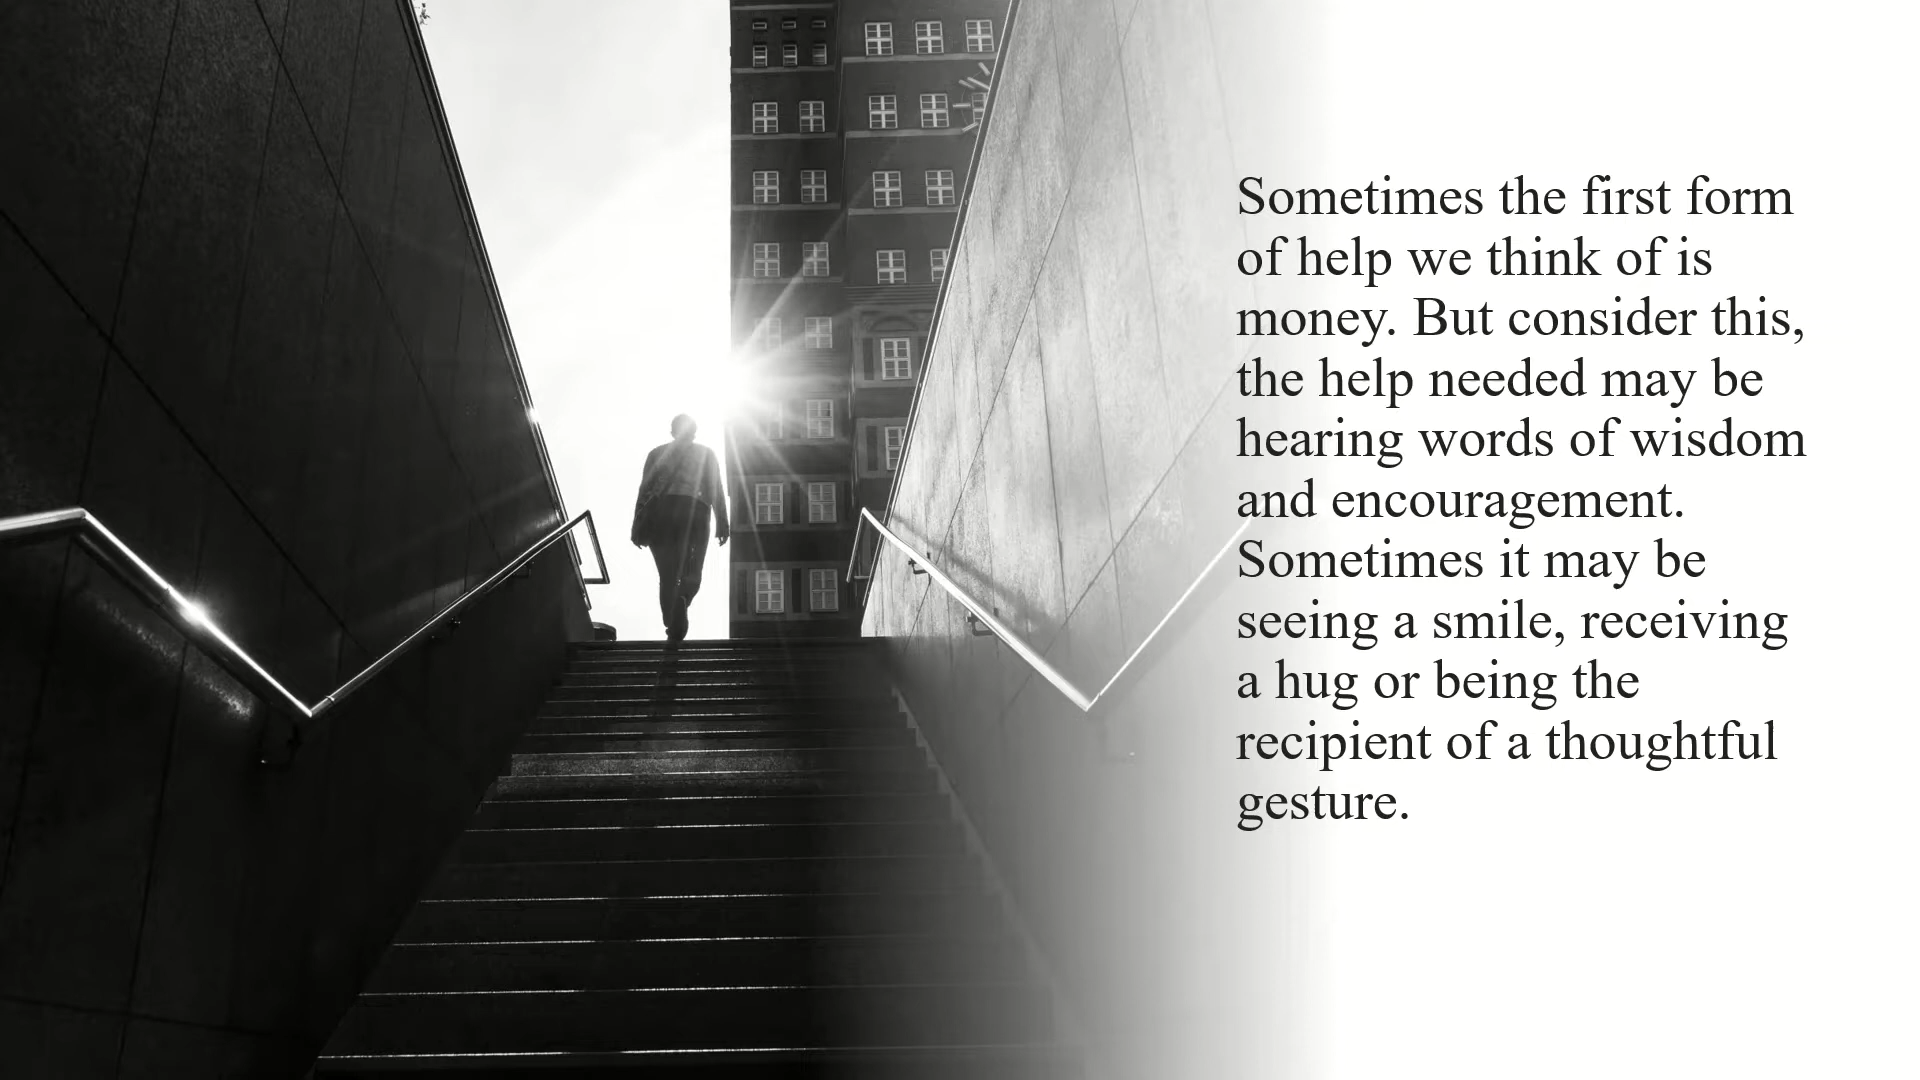 Sometimes the first form
of help we think of is
money. But consider this,
the help needed may be
hearing words of wisdom
and encouragement.
Sometimes it may be
seeing a smile, receiving
a hug or being the
recipient of a thoughtful
gesture.